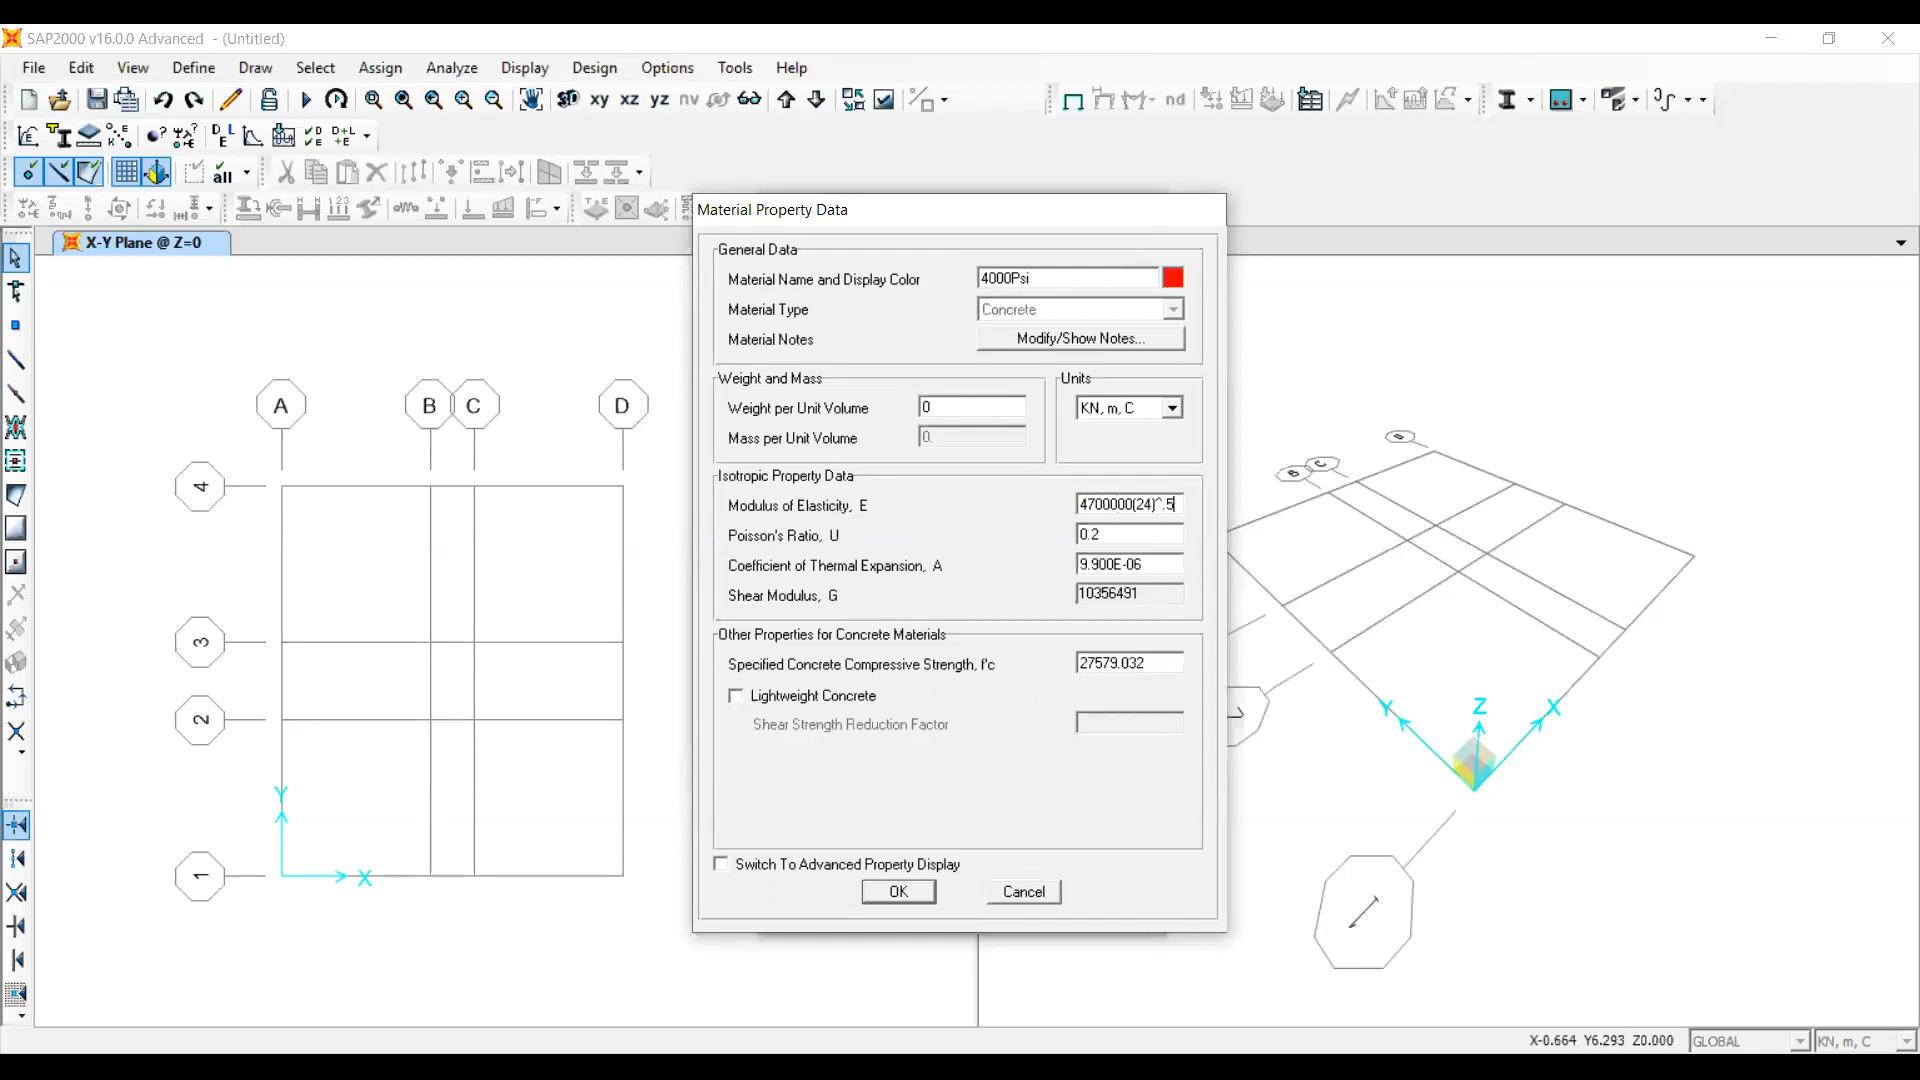 SAP2000 v16.0.0 Advanced - (Untitled)
File Edit View Define Draw Select Assign Analyze Display Design Options Tools Help
3D xy xz yz nv nd
all
X-Y Plane @ Z=0
Material Property Data
General Data
Material Name and Display Color 4000Psi
Material Type Concrete
Material Notes Modify/Show Notes...
Weight and Mass
Weight per Unit Volume 0
Mass per Unit Volume 0.
Units
KN, m, C
Isotropic Property Data
Modulus of Elasticity, E 4700000(24)^.5
Poisson's Ratio, U 0.2
Coefficient of Thermal Expansion, A 9.900E-06
Shear Modulus, G 10356491
Other Properties for Concrete Materials
Specified Concrete Compressive Strength, f'c 27579.032
Lightweight Concrete
Shear Strength Reduction Factor
Switch To Advanced Property Display
OK Cancel
A B C D
4
3
2
1
Y
X
B C
Y Z X
1
X-0.664 Y6.293 Z0.000 GLOBAL KN, m, C